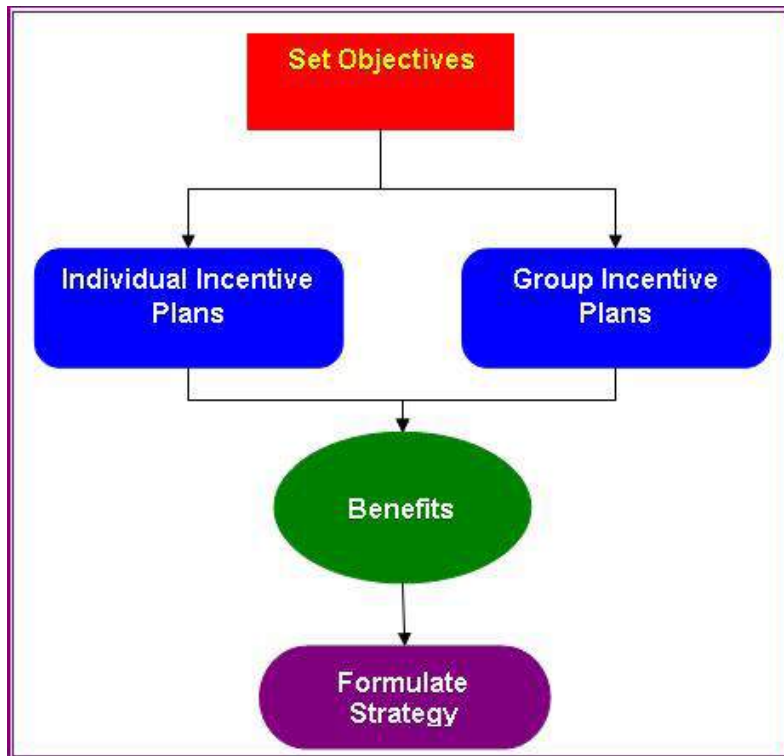 Set Objectives
Individual Incentive
Plans
Group Incentive
Plans
Benefits
Formulate
Strategy